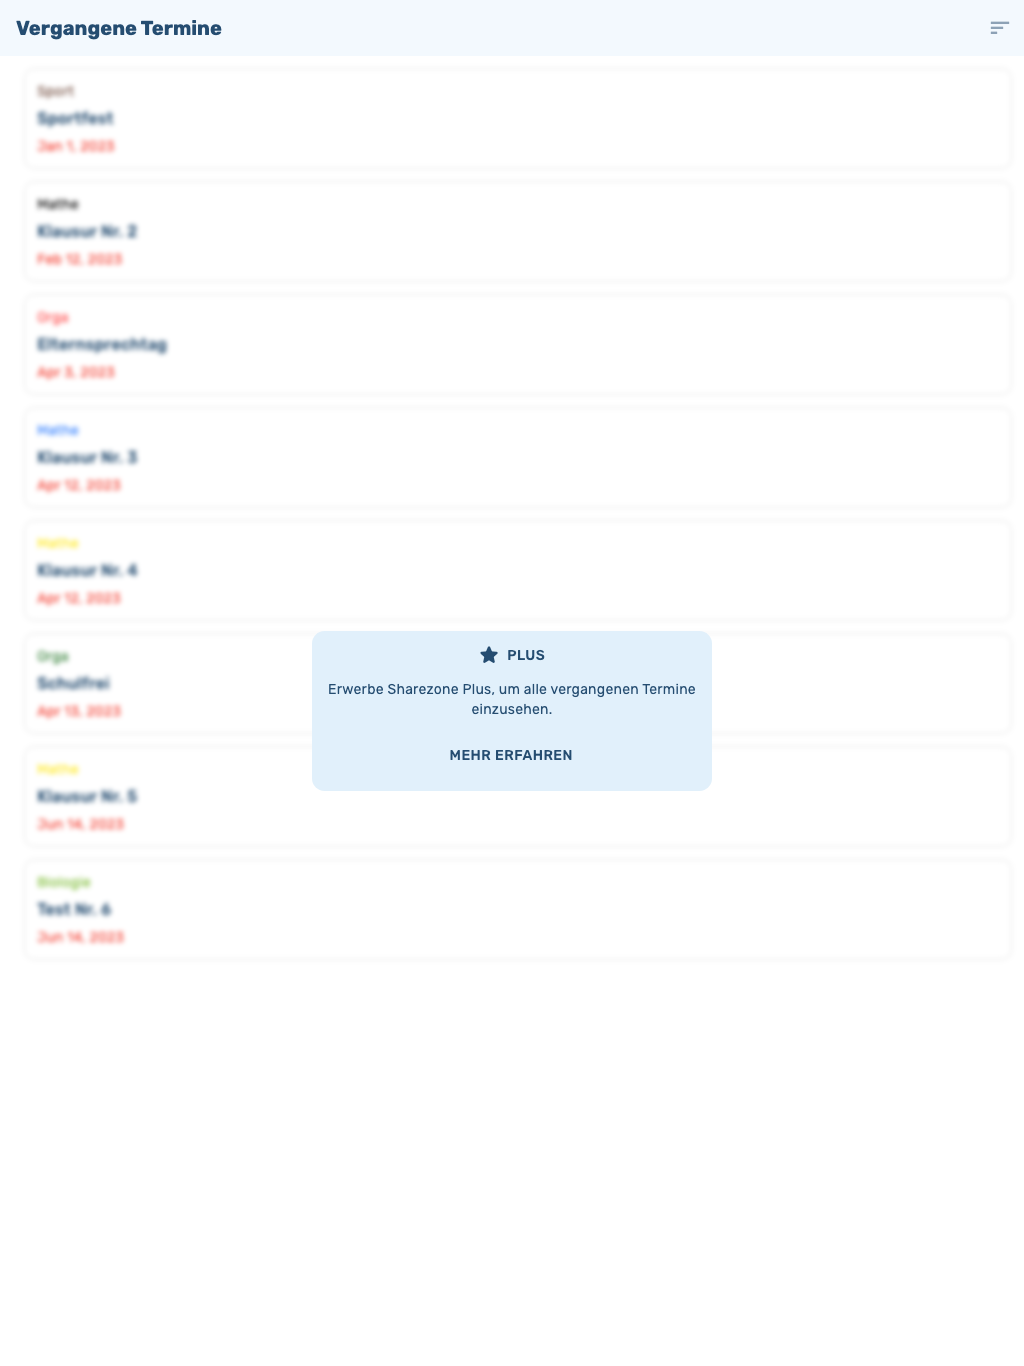 Vergangene Termine
Sport
Sportfest
Jan 1, 2023
Mathe
Klausur Nr. 2
Feb 12, 2023
Orga
Elternsprechtag
Apr 3, 2023
Mathe
Klausur Nr. 3
Apr 12, 2023
Mathe
Klausur Nr. 4
Apr 12, 2023
Orga
Schulfrei
Apr 13, 2023
PLUS
Erwerbe Sharezone Plus, um alle vergangenen Termine
einzusehen.
MEHR ERFAHREN
Mathe
Klausur Nr. 5
Jun 14, 2023
Biologie
Test Nr. 6
Jun 14, 2023